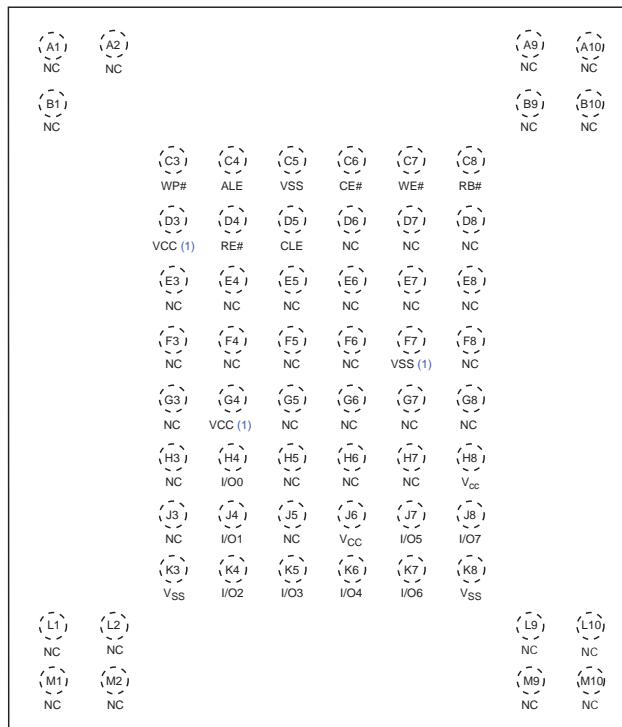 A1 A2 A9 A10
NC NC NC NC
B1 B9 B10
NC NC NC
C3 C4 C5 C6 C7 C8
WP# ALE VSS CE# WE# RB#
D3 D4 D5 D6 D7 D8
VCC (1) RE# CLE NC NC NC
E3 E4 E5 E6 E7 E8
NC NC NC NC NC NC
F3 F4 F5 F6 F7 F8
NC NC NC NC VSS (1) NC
G3 G4 G5 G6 G7 G8
NC VCC (1) NC NC NC NC
H3 H4 H5 H6 H7 H8
NC I/O0 NC NC NC Vcc
J3 J4 J5 J6 J7 J8
NC I/O1 NC VCC I/O5 I/O7
K3 K4 K5 K6 K7 K8
VSS I/O2 I/O3 I/O4 I/O6 VSS
L1 L2 L9 L10
NC NC NC NC
M1 M2 M9 M10
NC NC NC NC